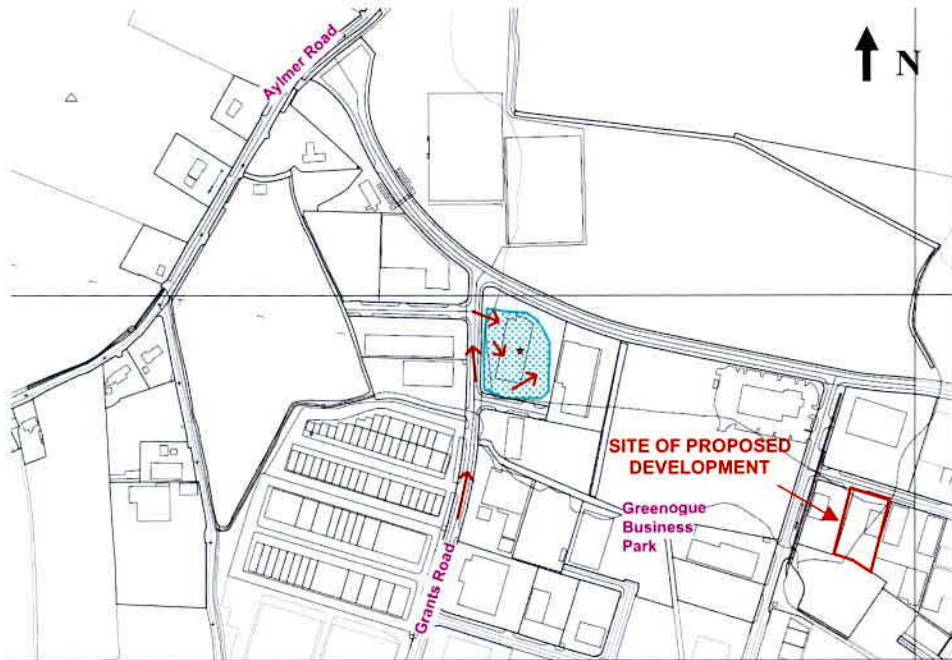 Aylmer Road
N
SITE OF PROPOSED
DEVELOPMENT
Greenogue
Business
Park
Grants Road